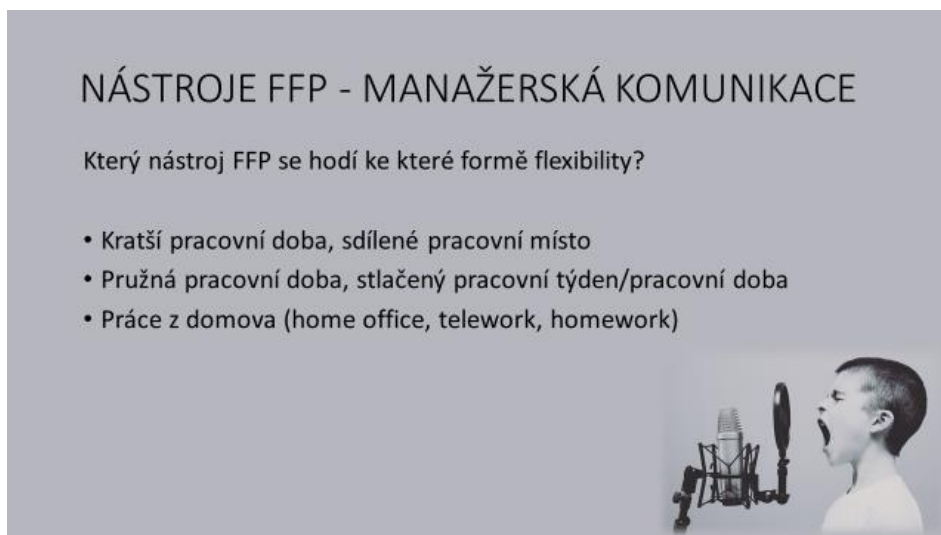 NÁSTROJE FFP - MANAŽERSKÁ KOMUNIKACE
Který nástroj FFP se hodí ke které formě flexibility?
• Kratší pracovní doba, sdílené pracovní místo
• Pružná pracovní doba, stlačený pracovní týden/pracovní doba
• Práce z domova (home office, telework, homework)